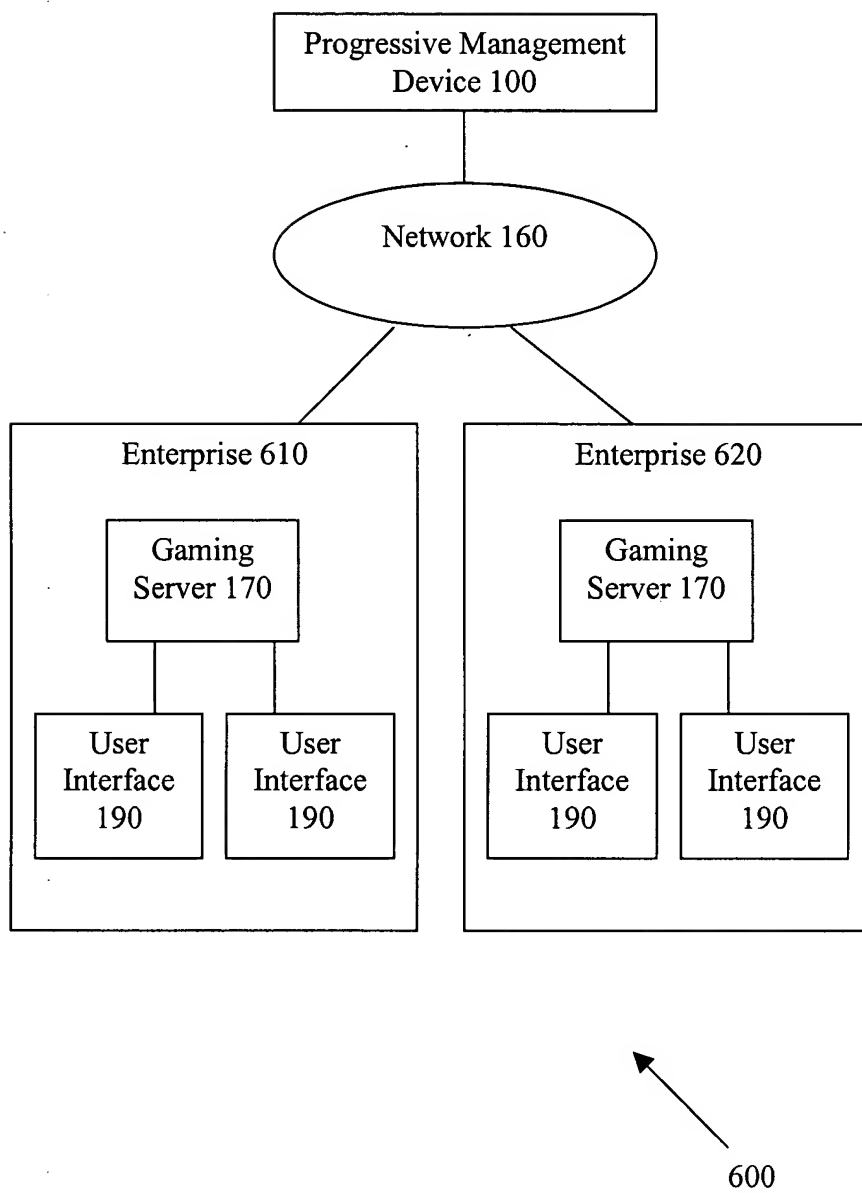 Progressive Management
Device 100
Network 160
Enterprise 610
Gaming
Server 170
User
Interface
190
User
Interface
190
Enterprise 620
Gaming
Server 170
User
Interface
190
User
Interface
190
600